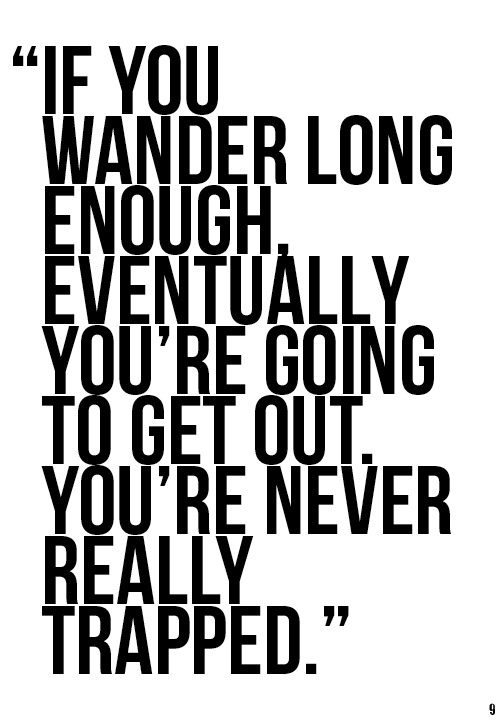 “IF YOU
WANDER LONG
ENOUGH,
EVENTUALLY
YOU’RE GOING
TO GET OUT.
YOU’RE NEVER
REALLY
TRAPPED.”
9